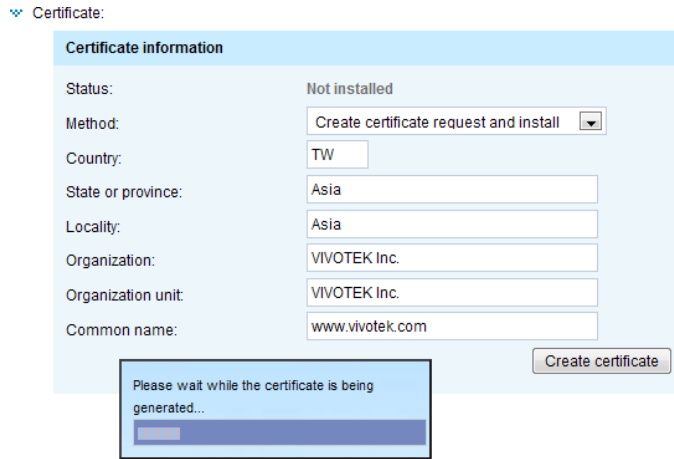 Certificate:
Certificate information
Status: Not installed
Method: Create certificate request and install
Country: TW
State or province: Asia
Locality: Asia
Organization: VIVOTEK Inc.
Organization unit: VIVOTEK Inc.
Common name: www.vivotek.com
Create certificate
Please wait while the certificate is being
generated...